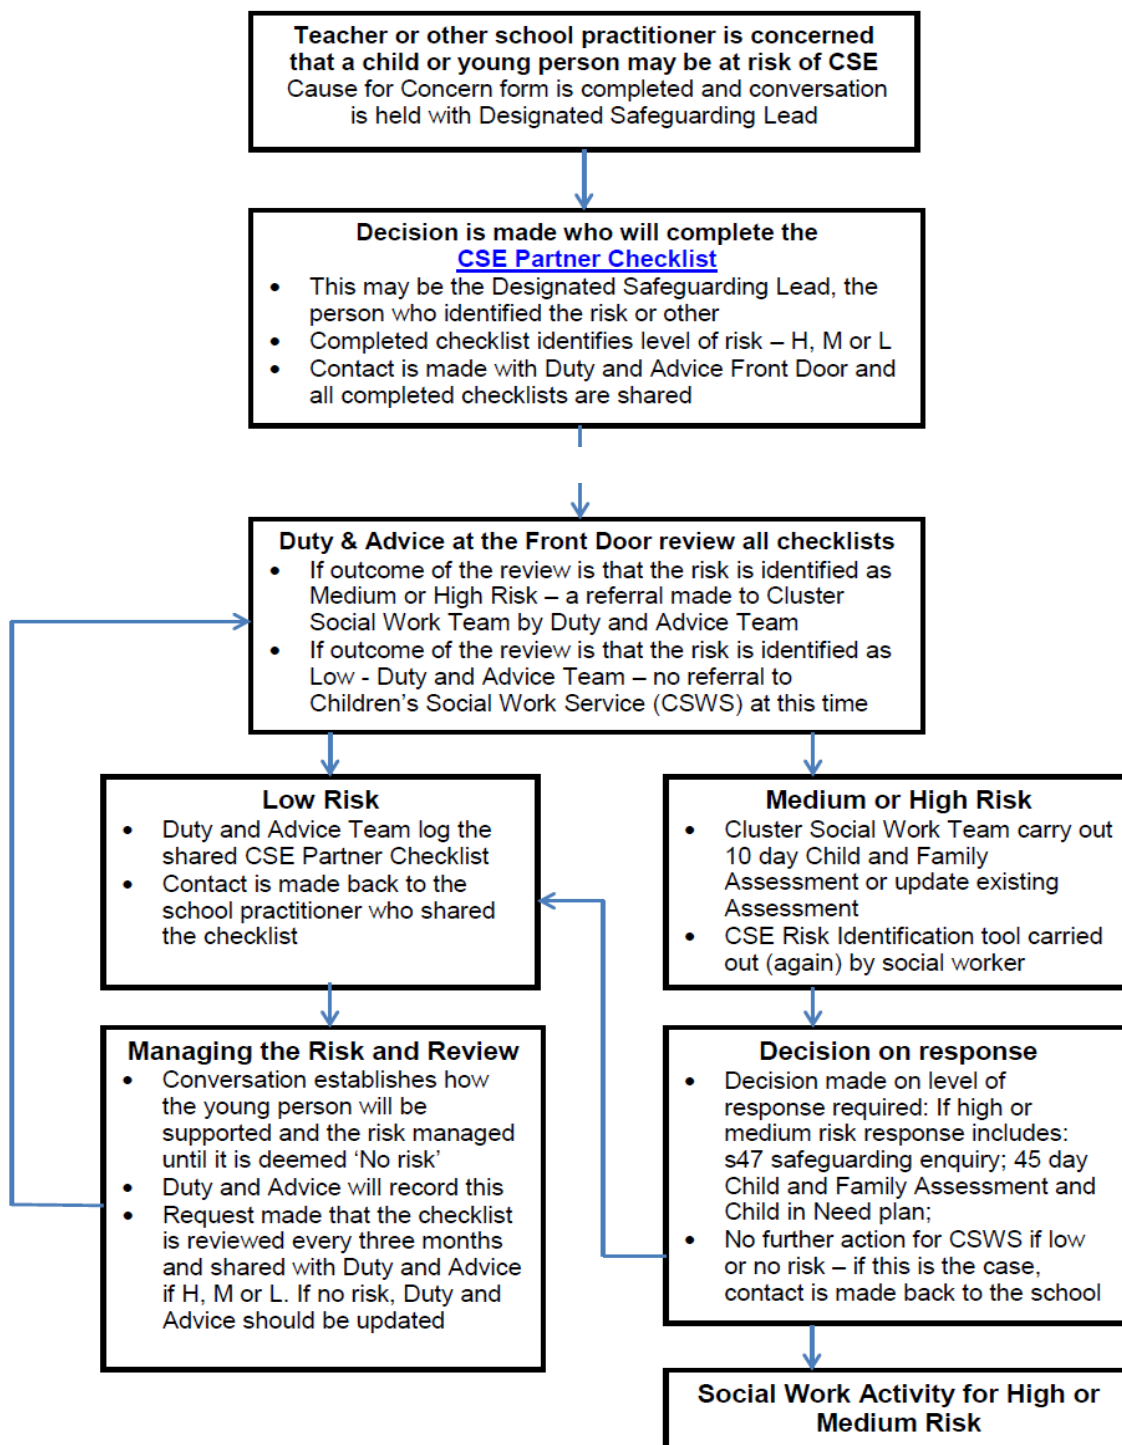 Teacher or other school practitioner is concerned
that a child or young person may be at risk of CSE
Cause for Concern form is completed and conversation
is held with Designated Safeguarding Lead
Decision is made who will complete the
CSE Partner Checklist
• This may be the Designated Safeguarding Lead, the
person who identified the risk or other
• Completed checklist identifies level of risk – H, M or L
• Contact is made with Duty and Advice Front Door and
all completed checklists are shared
Duty & Advice at the Front Door review all checklists
• If outcome of the review is that the risk is identified as
Medium or High Risk – a referral made to Cluster
Social Work Team by Duty and Advice Team
• If outcome of the review is that the risk is identified as
Low - Duty and Advice Team – no referral to
Children's Social Work Service (CSWS) at this time
Low Risk
• Duty and Advice Team log the
shared CSE Partner Checklist
• Contact is made back to the
school practitioner who shared
the checklist
Medium or High Risk
• Cluster Social Work Team carry out
10 day Child and Family
Assessment or update existing
Assessment
• CSE Risk Identification tool carried
out (again) by social worker
Managing the Risk and Review
• Conversation establishes how
the young person will be
supported and the risk managed
until it is deemed 'No risk'
• Duty and Advice will record this
• Request made that the checklist
is reviewed every three months
and shared with Duty and Advice
if H, M or L. If no risk, Duty and
Advice should be updated
Decision on response
• Decision made on level of
response required: If high or
medium risk response includes:
s47 safeguarding enquiry; 45 day
Child and Family Assessment and
Child in Need plan;
• No further action for CSWS if low
or no risk – if this is the case,
contact is made back to the school
Social Work Activity for High or
Medium Risk